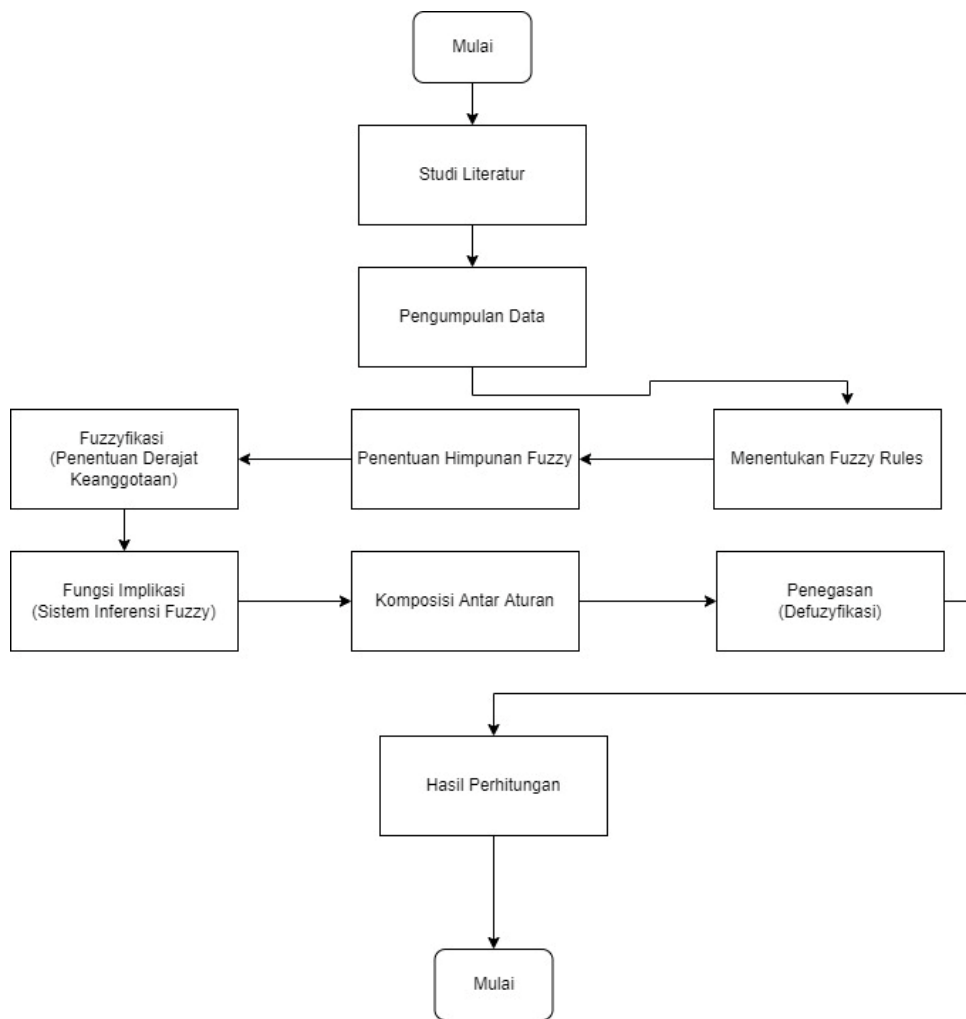 Mulai
Studi Literatur
Pengumpulan Data
Menentukan Fuzzy Rules
Penentuan Himpunan Fuzzy
Fuzzyfikasi
(Penentuan Derajat
Keanggotaan)
Fungsi Implikasi
(Sistem Inferensi Fuzzy)
Komposisi Antar Aturan
Penegasan
(Defuzyfikasi)
Hasil Perhitungan
Mulai